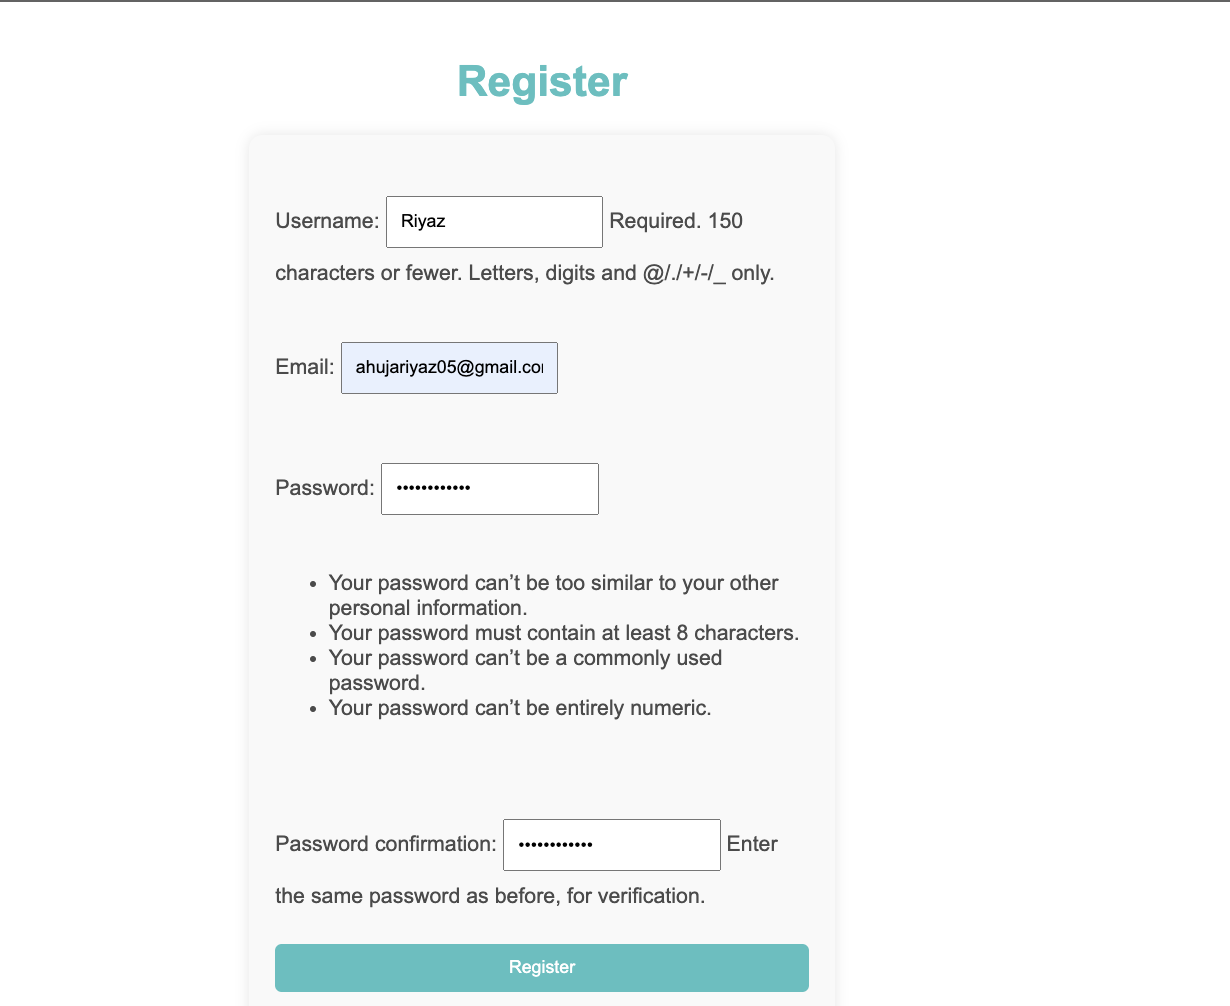 Register
Username: Riyaz Required. 150
characters or fewer. Letters, digits and @/./+/-/_ only.
Email: ahujariyaz05@gmail.co
Password: ••••••••••••
• Your password can’t be too similar to your other
personal information.
• Your password must contain at least 8 characters.
• Your password can’t be a commonly used
password.
• Your password can’t be entirely numeric.
Password confirmation: •••••••••••• Enter
the same password as before, for verification.
Register